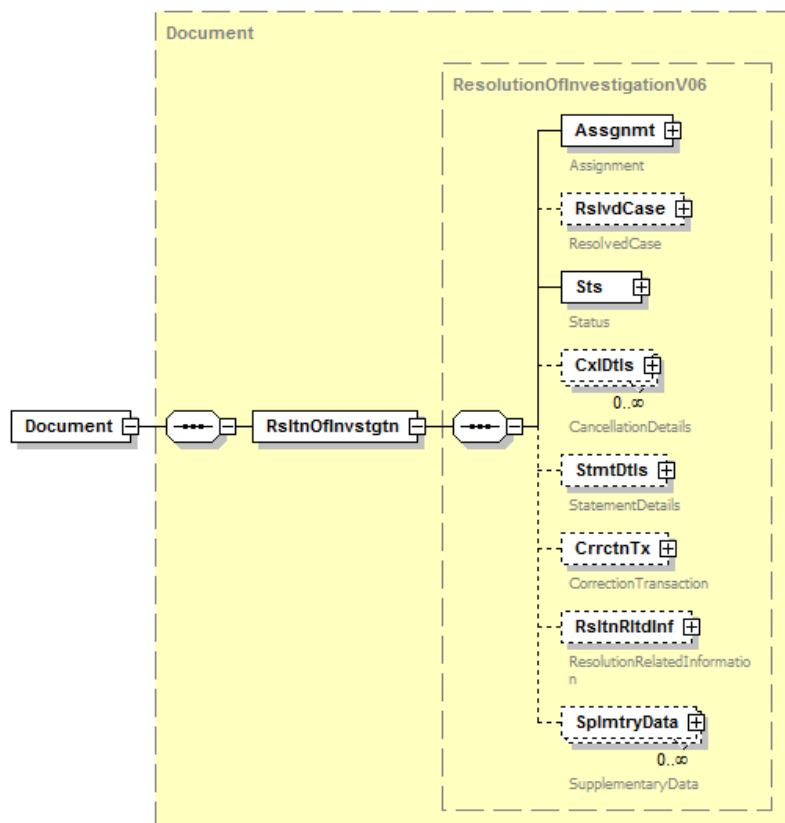 Document
ResolutionOfInvestigationV06
Assgnmt
Assignment
RslvdCase
ResolvedCase
Sts
Status
CxlDtls
0..∞
CancellationDetails
Document
RsltnOfInvstgtn
StmtDtls
StatementDetails
CrrctnTx
CorrectionTransaction
RsltnRltdInf
ResolutionRelatedInformatio
n
SplmtryData
0..∞
SupplementaryData